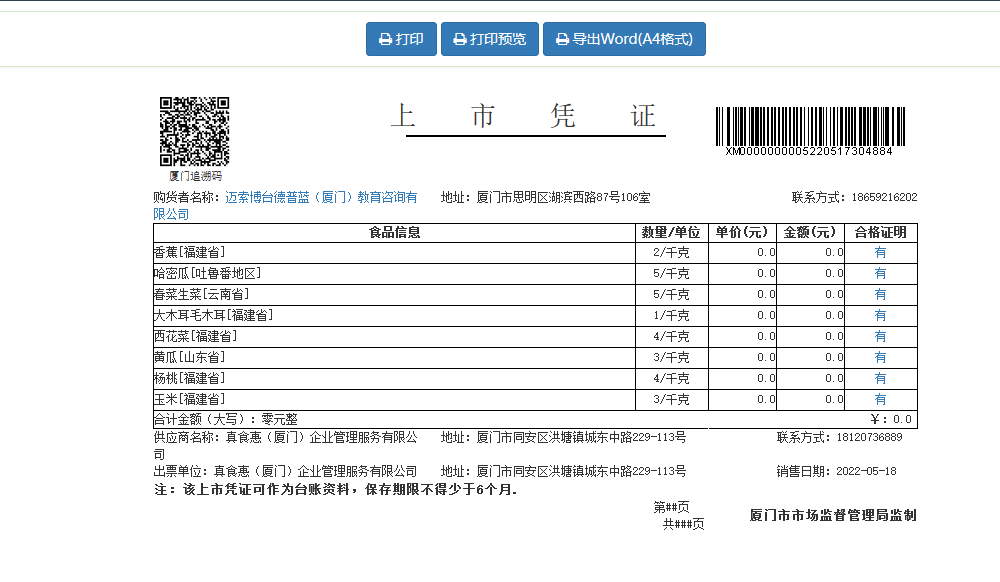 打印 打印预览 导出Word(A4格式)
上 市 凭 证
XM0000000005220517304884
厦门追溯码
购货者名称: 迈索博台德普蓝（厦门）教育咨询有限公司 地址: 厦门市思明区湖滨西路87号106室 联系方式: 18659216202
食品信息 数量/单位 单价(元) 金额(元) 合格证明
香蕉[福建省] 2/千克 0.0 0.0 有
哈密瓜[吐鲁番地区] 5/千克 0.0 0.0 有
春菜生菜[云南省] 5/千克 0.0 0.0 有
大木耳毛木耳[福建省] 1/千克 0.0 0.0 有
西花菜[福建省] 4/千克 0.0 0.0 有
黄瓜[山东省] 3/千克 0.0 0.0 有
杨桃[福建省] 4/千克 0.0 0.0 有
玉米[福建省] 3/千克 0.0 0.0 有
合计金额（大写）: 零元整 ¥: 0.0
供应商名称: 真食惠（厦门）企业管理服务有限公司 地址: 厦门市同安区洪塘镇城东中路229-113号 联系方式: 18120736889
出票单位: 真食惠（厦门）企业管理服务有限公司 地址: 厦门市同安区洪塘镇城东中路229-113号 销售日期: 2022-05-18
注: 该上市凭证可作为台账资料, 保存期限不得少于6个月.
第##页
共###页
厦门市市场监督管理局监制